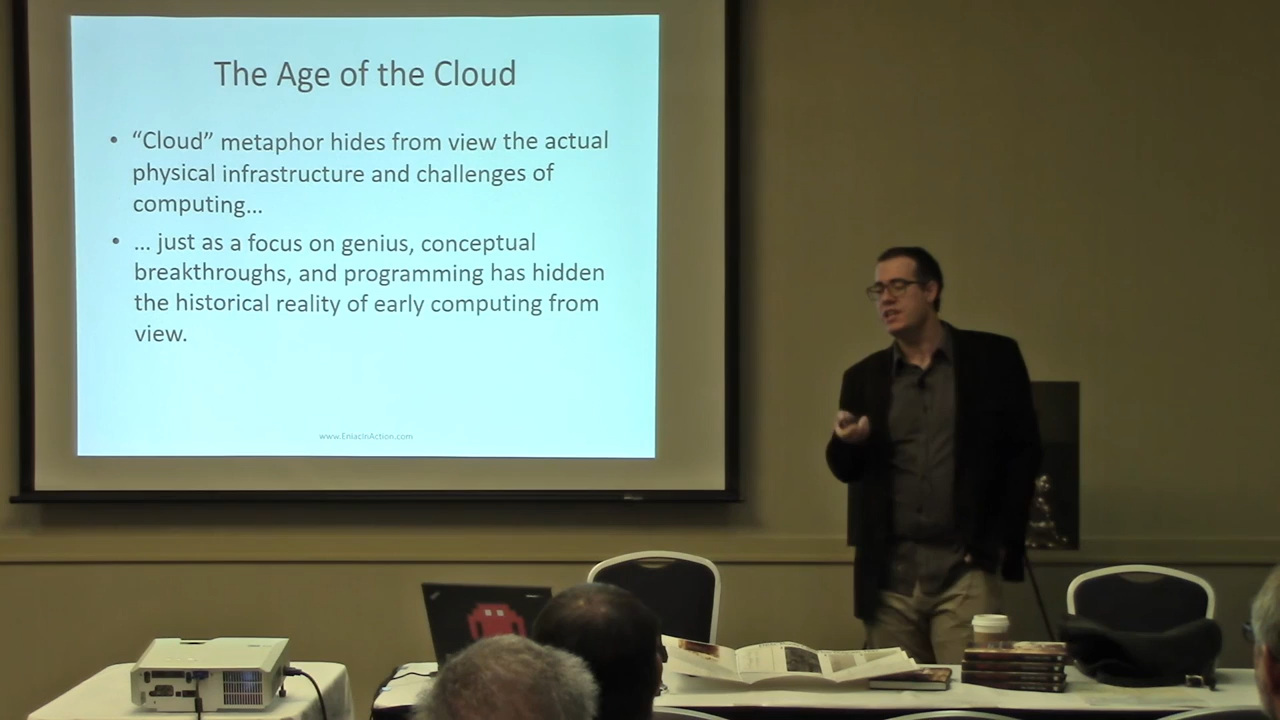 The Age of the Cloud
• “Cloud” metaphor hides from view the actual
physical infrastructure and challenges of
computing…
• … just as a focus on genius, conceptual
breakthroughs, and programming has hidden
the historical reality of early computing from
view.
www.EniacInAction.com